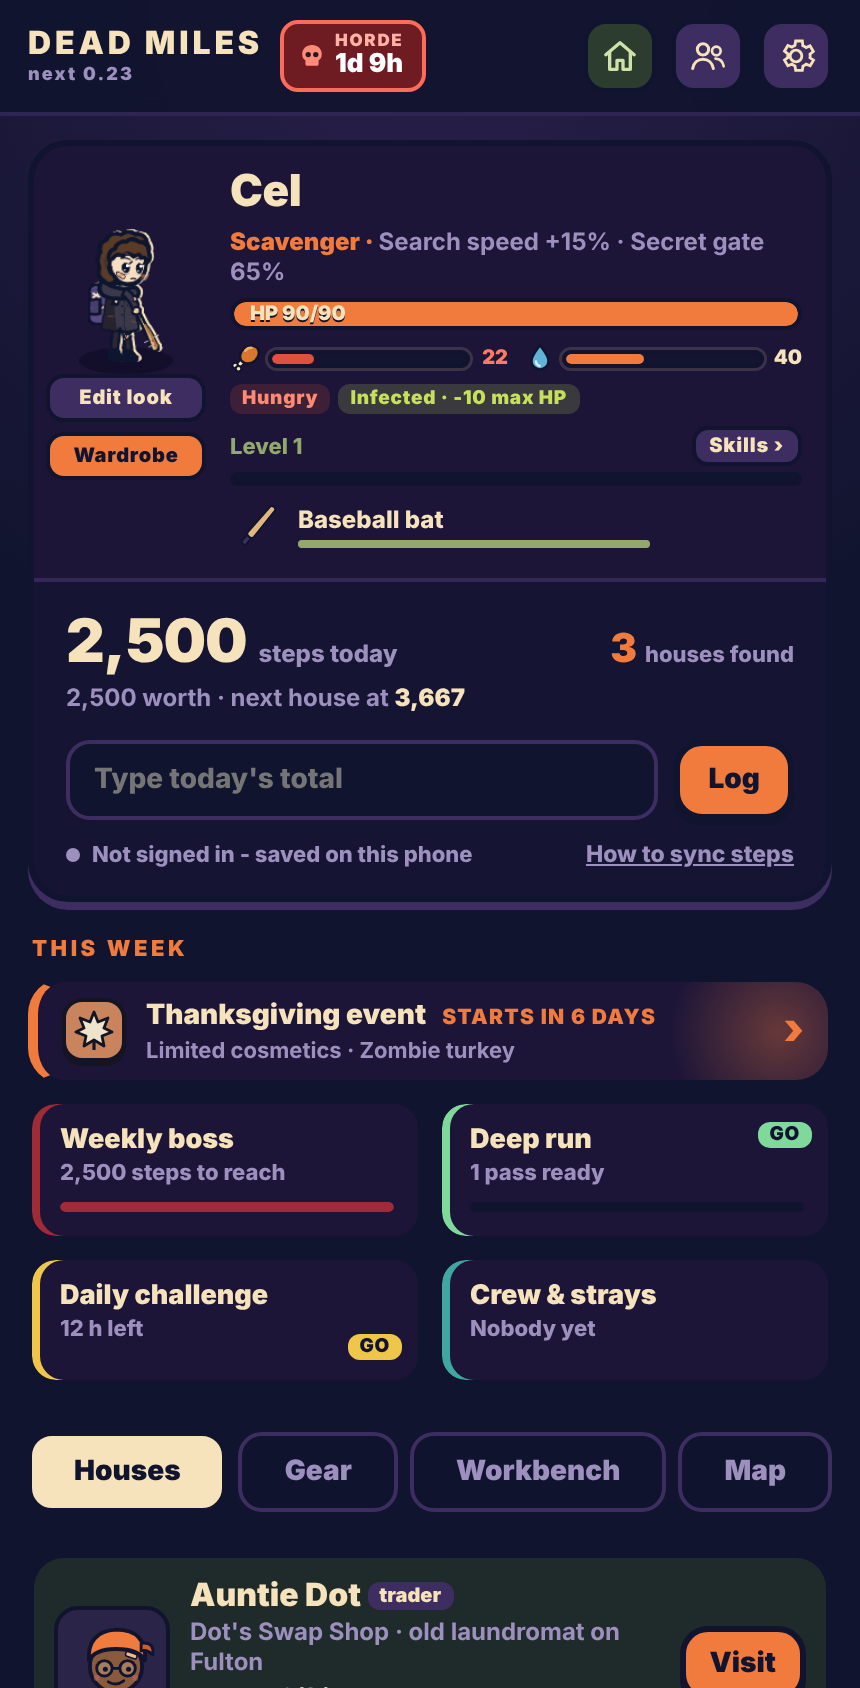 DEAD MILES
next 0.23
HORDE
1d 9h
Cel
Scavenger · Search speed +15% · Secret gate
65%
HP 90/90
22
40
Hungry
Infected · -10 max HP
Edit look
Wardrobe
Level 1
Skills ›
Baseball bat
2,500 steps today
3 houses found
2,500 worth · next house at 3,667
Type today's total
Log
Not signed in - saved on this phone
How to sync steps
THIS WEEK
Thanksgiving event STARTS IN 6 DAYS
Limited cosmetics · Zombie turkey
Weekly boss
2,500 steps to reach
Deep run
GO
1 pass ready
Daily challenge
12 h left
GO
Crew & strays
Nobody yet
Houses
Gear
Workbench
Map
Auntie Dot trader
Dot's Swap Shop · old laundromat on
Fulton
Visit